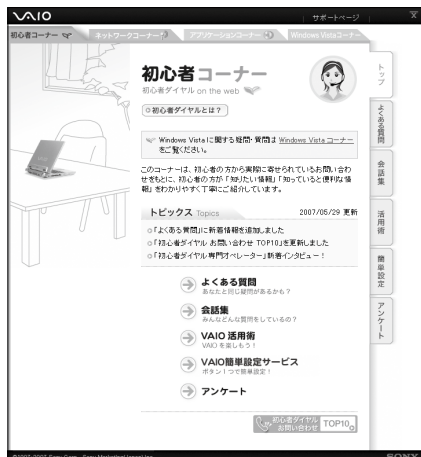 VAIO
サポートページ
初心者コーナー
ネットワークコーナー
アプリケーションコーナー
Windows Vistaコーナー
初心者コーナー
初心者ダイヤル on the web
初心者ダイヤルとは?
Windows Vistaに関する疑問・質問は Windows Vista コーナー
をご覧ください。
このコーナーは、初心者の方から実際に寄せられているお問い合わ
せをもとに、初心者の方が「知りたい情報」「知っていると便利な情
報」をわかりやすく丁寧にご紹介しています。
トピックス Topics
2007/05/29 更新
「よくある質問」に新着情報を追加しました
「初心者ダイヤル お問い合わせ TOP10」を更新しました
「初心者ダイヤル 専門オペレーター」新着インタビュー!
よくある質問
あなたと同じ疑問があるかも?
会話集
みんなどんな質問をしているの?
VAIO 活用術
VAIO を楽しもう!
VAIO簡単設定サービス
ボタン1つで簡単設定!
アンケート
初心者ダイヤル
お問い合わせ TOP10
トップ
よくある質問
会話集
活用術
簡単設定
アンケート
SONY